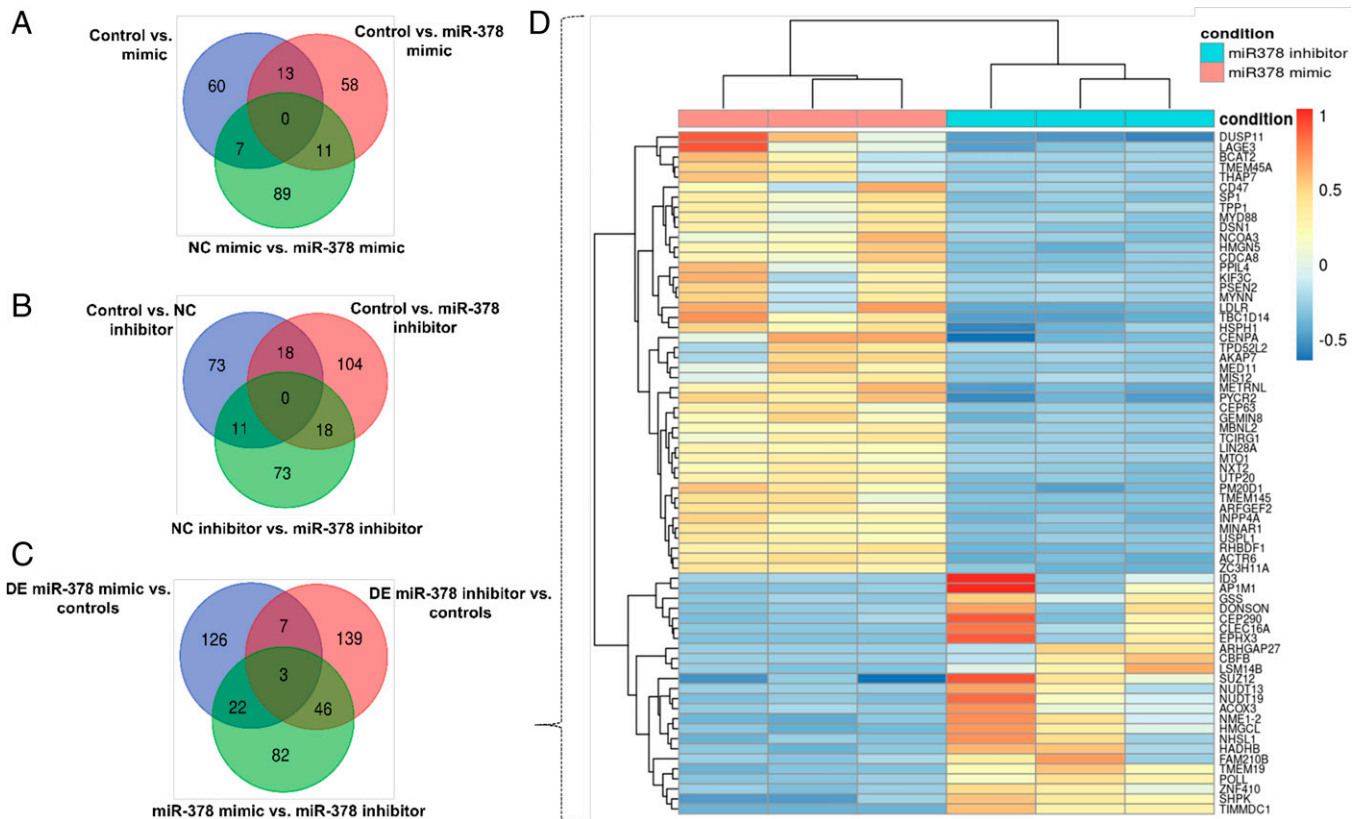 A
Control vs.
mimic
Control vs. miR-378
mimic
60
13
58
0
7
11
89
NC mimic vs. miR-378 mimic
B
Control vs. NC
inhibitor
Control vs. miR-378
inhibitor
73
18
104
0
11
18
73
NC inhibitor vs. miR-378 inhibitor
C
DE miR-378 mimic vs.
controls
DE miR-378 inhibitor vs.
controls
126
7
139
3
22
46
82
miR-378 mimic vs. miR-378 inhibitor
D
condition
miR378 inhibitor
miR378 mimic
condition
1
0.5
0
-0.5
DUSP11
LAGE3
BCAT2
TMEM45A
THAP7
CD47
SP1
TPP1
MYD88
DSN1
NCOA3
HMGN5
CDCA8
PPIL4
KIF3C
PSEN2
MYNN
LDLR
TBC1D14
HSPH1
CENPA
TPD52L2
AKAP7
MED11
MIS12
METRNL
PYCR2
CEP63
GEMIN8
MBNL2
TCIRG1
LIN28A
MTO1
NXT2
UTP20
PM20D1
TMEM145
ARFGEF2
INPP4A
MINAR1
USPL1
RHBDF1
ACTR6
ZC3H11A
ID3
AP1M1
GSS
DONSON
CEP290
CLEC16A
EPHX3
ARHGAP27
CBFB
LSM14B
SUZ12
NUDT13
NUDT19
ACOX3
NME1-2
HMGCL
NHSL1
HADHB
FAM210B
TMEM19
POLL
ZNF410
SHPK
TIMMDC1